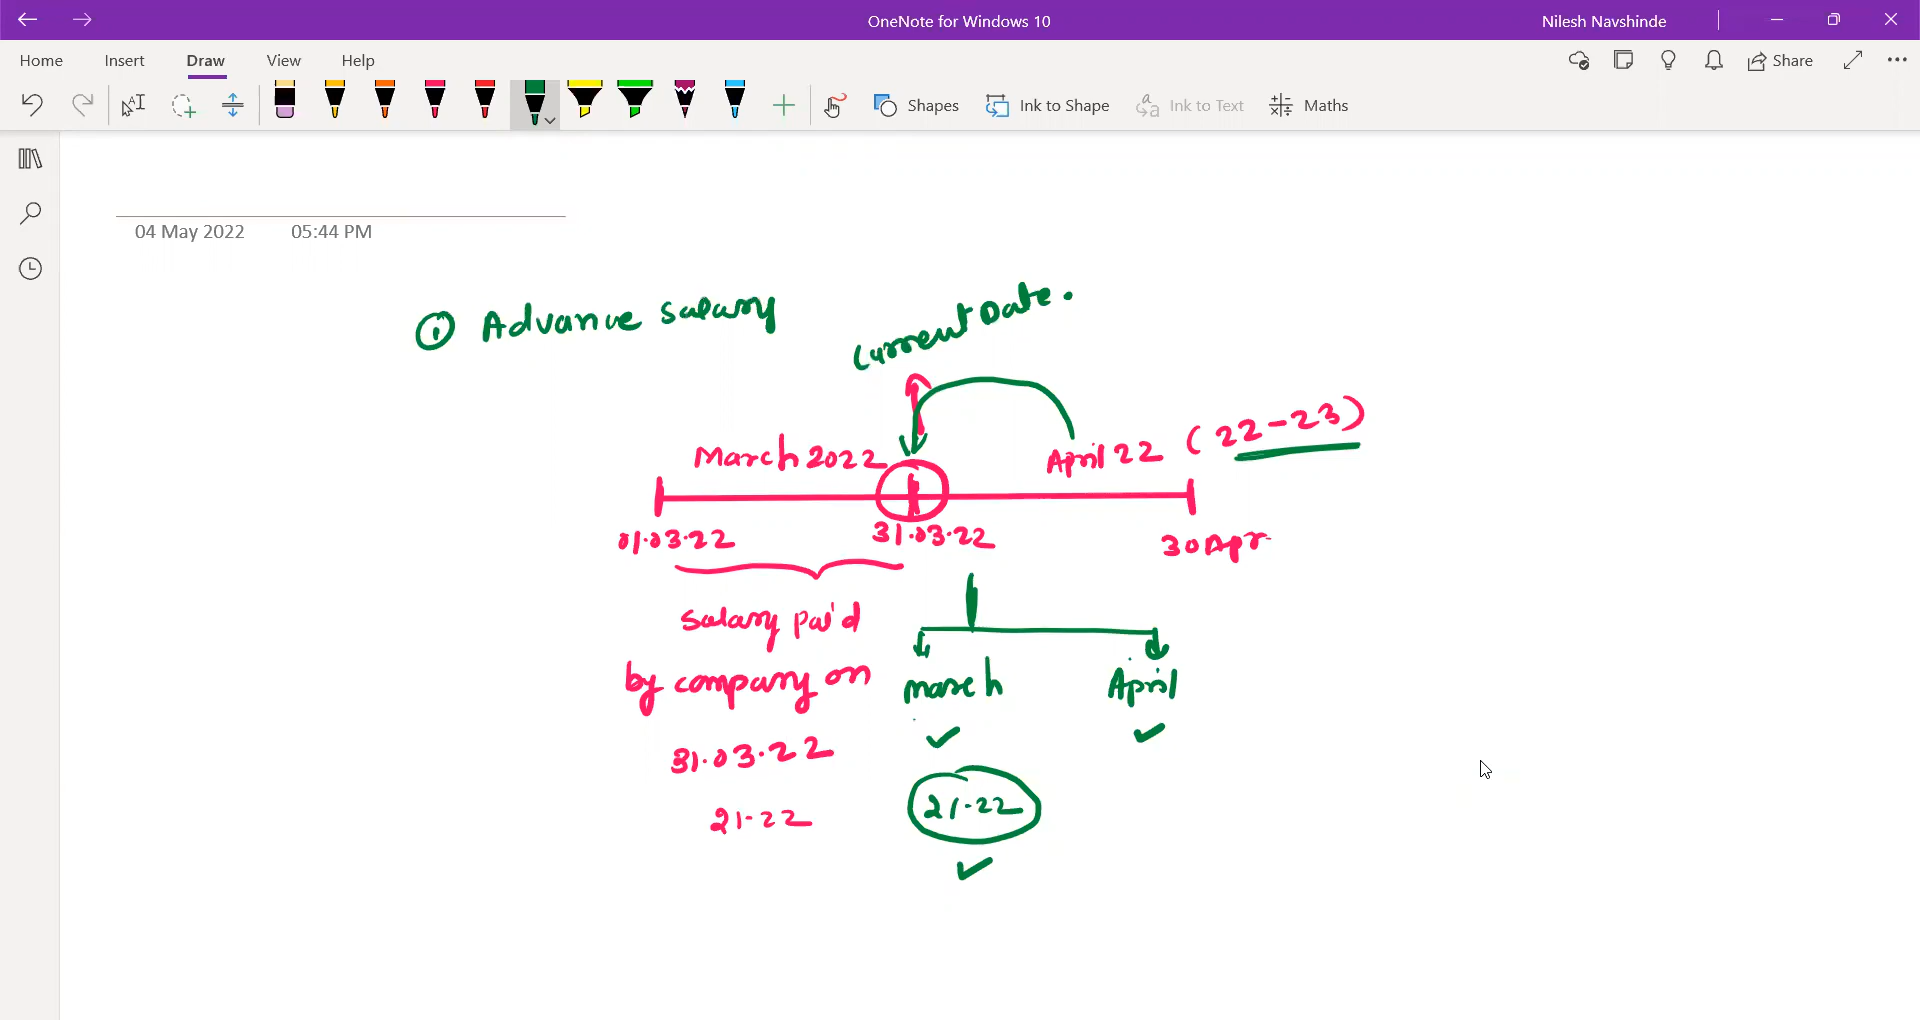 OneNote for Windows 10
Nilesh Navshinde
Home Insert Draw View Help
Share
Shapes Ink to Shape Ink to Text Maths
04 May 2022 05:44 PM
① Advance salary
Current Date.
March 2022 April 22 (22-23)
01.03.22 31.03.22 30 Apr
salary paid
by company on
31.03.22
21-22
march April
21-22